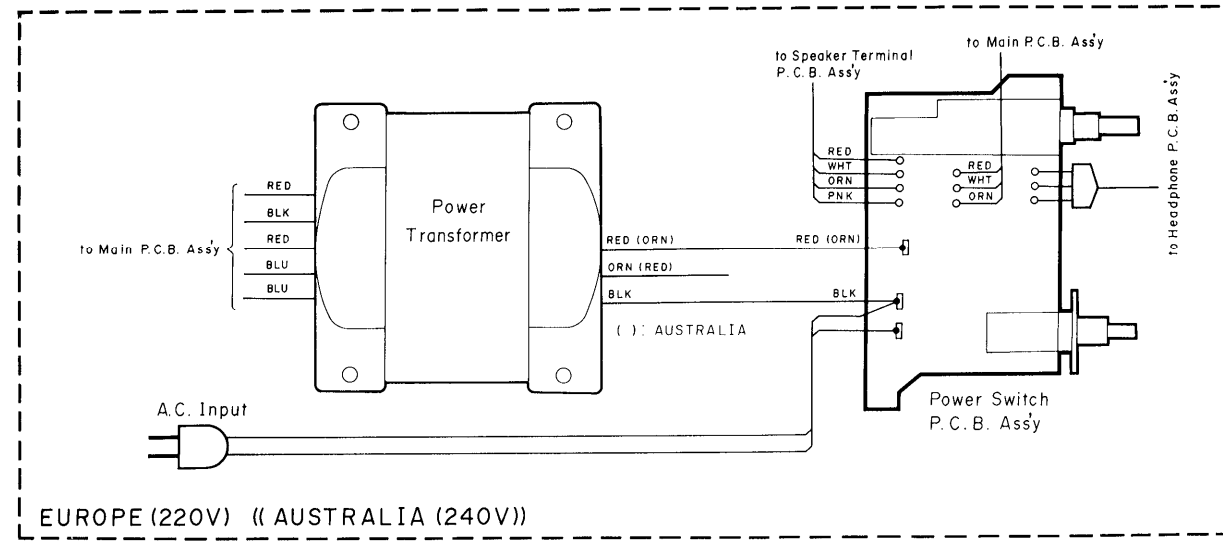 to Main P.C.B. Ass'y
to Speaker Terminal
P.C.B. Ass'y
to Headphone P.C.B. Ass'y
RED
WHT
ORN
PNK
RED
WHT
ORN
RED
BLK
RED
BLU
BLU
to Main P.C.B. Ass'y
Power
Transformer
RED (ORN)
RED (ORN)
ORN (RED)
BLK
BLK
( ): AUSTRALIA
Power Switch
P.C.B. Ass'y
A.C. Input
EUROPE (220V) (( AUSTRALIA (240V))